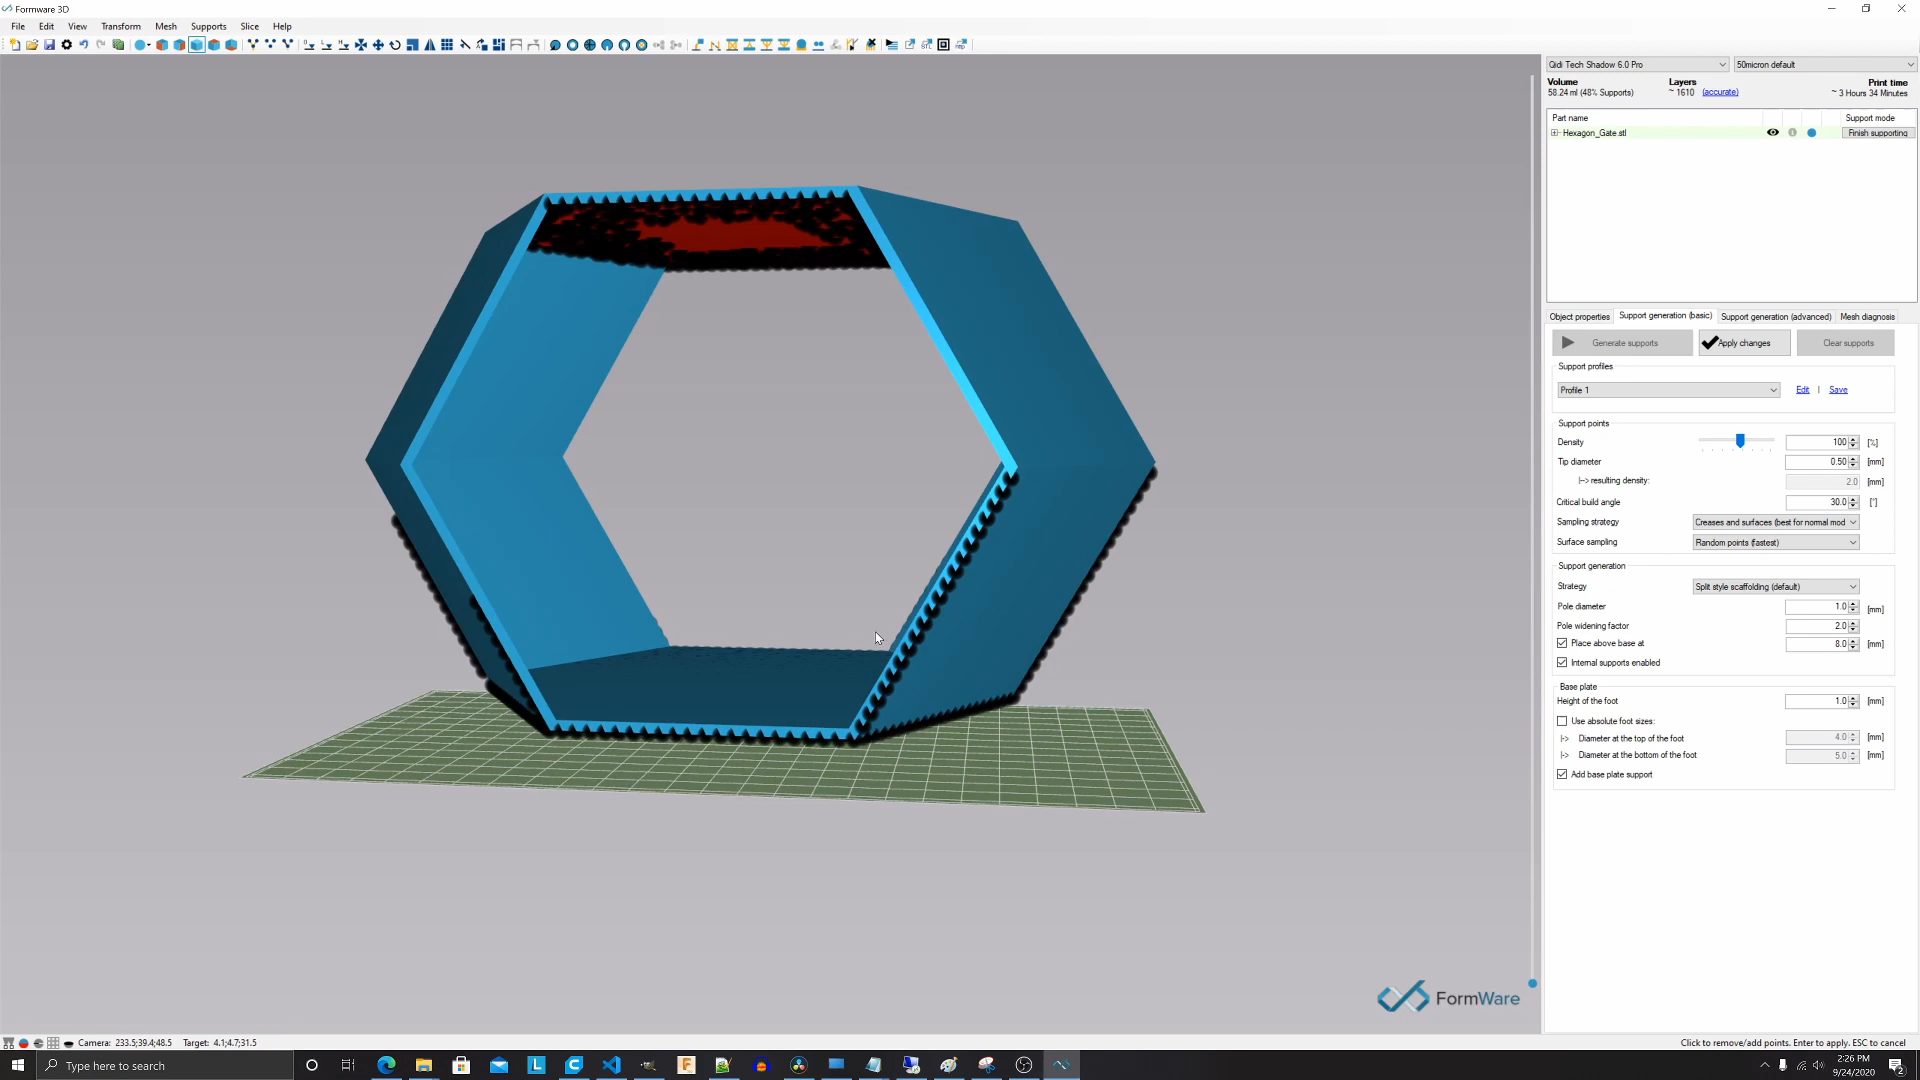 Formware 3D
File Edit View Transform Mesh Supports Slice Help
Qidi Tech Shadow 6.0 Pro 50micron default
Volume Layers Print time
58.24 ml (48% Supports) ~ 1610 (accurate) ~ 3 Hours 34 Minutes
Part name Support mode
Hexagon_Gate.stl Finish supporting
Object properties Support generation (basic) Support generation (advanced) Mesh diagnosis
Generate supports Apply changes Clear supports
Support profiles
Profile 1 Edit | Save
Support points
Density 100 [%]
Tip diameter 0.50 [mm]
|--> resulting density: 2.0 [mm]
Critical build angle 30.0 [°]
Sampling strategy Creases and surfaces (best for normal mod
Surface sampling Random points (fastest)
Support generation
Strategy Split style scaffolding (default)
Pole diameter 1.0 [mm]
Pole widening factor 2.0
Place above base at 8.0 [mm]
Internal supports enabled
Base plate
Height of the foot 1.0 [mm]
Use absolute foot sizes:
|-> Diameter at the top of the foot 4.0 [mm]
|-> Diameter at the bottom of the foot 5.0 [mm]
Add base plate support
FormWare
Camera: 233.5;39.4;48.5 Target: 4.1;4.7;31.5 Click to remove/add points. Enter to apply. ESC to cancel
Type here to search
2:26 PM
9/24/2020